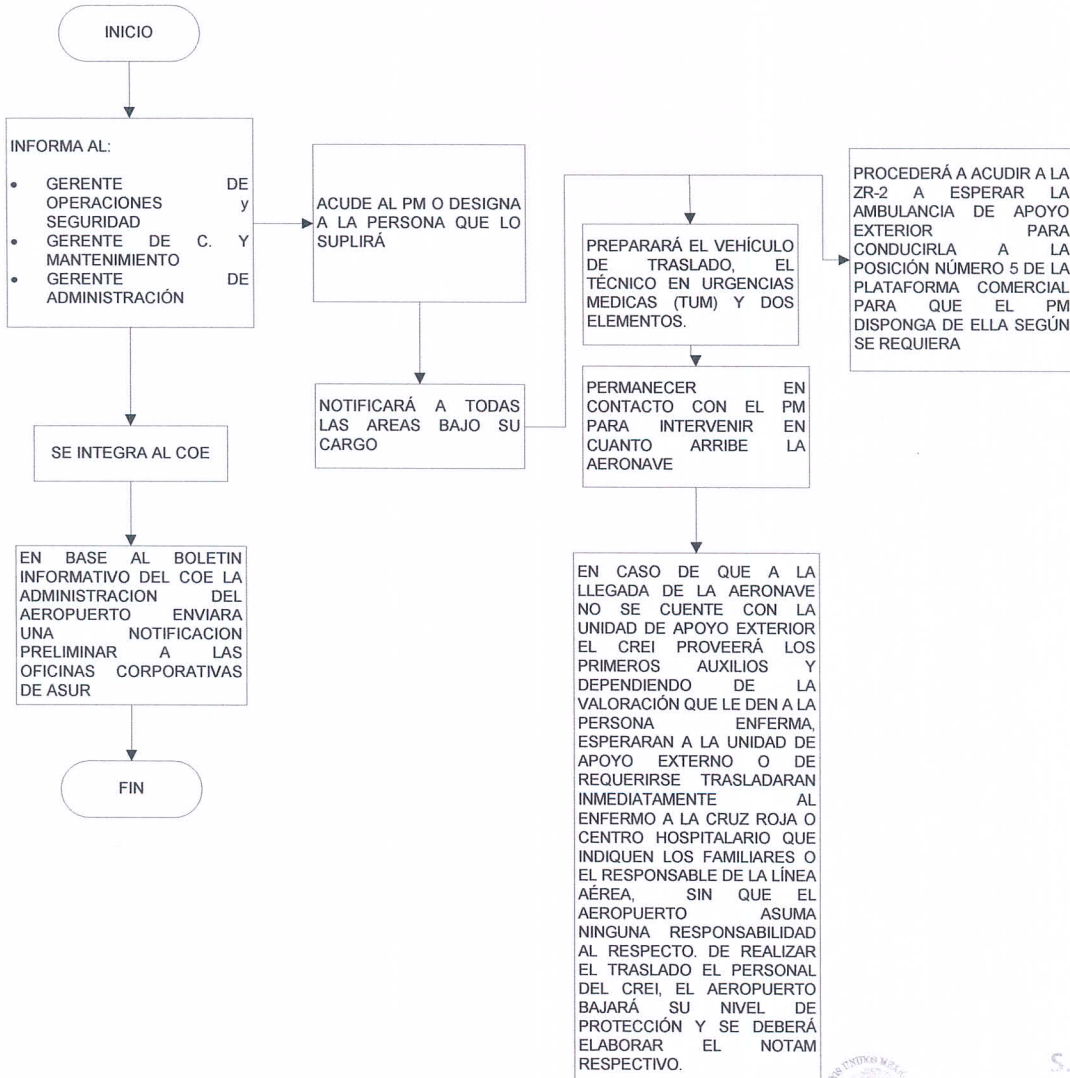 INICIO
INFORMA AL:
• GERENTE DE
OPERACIONES y
SEGURIDAD
• GERENTE DE C. Y
MANTENIMIENTO
• GERENTE DE
ADMINISTRACIÓN
SE INTEGRA AL COE
EN BASE AL BOLETIN
INFORMATIVO DEL COE LA
ADMINISTRACION DEL
AEROPUERTO ENVIARA
UNA NOTIFICACION
PRELIMINAR A LAS
OFICINAS CORPORATIVAS
DE ASUR
FIN
ACUDE AL PM O DESIGNA
A LA PERSONA QUE LO
SUPLIRÁ
NOTIFICARÁ A TODAS
LAS AREAS BAJO SU
CARGO
PREPARARÁ EL VEHÍCULO
DE TRASLADO, EL
TÉCNICO EN URGENCIAS
MEDICAS (TUM) Y DOS
ELEMENTOS.
PERMANECER EN
CONTACTO CON EL PM
PARA INTERVENIR EN
CUANTO ARRIBE LA
AERONAVE
EN CASO DE QUE A LA
LLEGADA DE LA AERONAVE
NO SE CUENTE CON LA
UNIDAD DE APOYO EXTERIOR
EL CREI PROVEERÁ LOS
PRIMEROS AUXILIOS Y
DEPENDIENDO DE LA
VALORACIÓN QUE LE DEN A LA
PERSONA ENFERMA,
ESPERARAN A LA UNIDAD DE
APOYO EXTERNO O DE
REQUERIRSE TRASLADARAN
INMEDIATAMENTE AL
ENFERMO A LA CRUZ ROJA O
CENTRO HOSPITALARIO QUE
INDIQUEN LOS FAMILIARES O
EL RESPONSABLE DE LA LÍNEA
AÉREA, SIN QUE EL
AEROPUERTO ASUMA
NINGUNA RESPONSABILIDAD
AL RESPECTO. DE REALIZAR
EL TRASLADO EL PERSONAL
DEL CREI, EL AEROPUERTO
BAJARÁ SU NIVEL DE
PROTECCIÓN Y SE DEBERÁ
ELABORAR EL NOTAM
RESPECTIVO.
PROCEDERÁ A ACUDIR A LA
ZR-2 A ESPERAR LA
AMBULANCIA DE APOYO
EXTERIOR PARA
CONDUCIRLA A LA
POSICIÓN NÚMERO 5 DE LA
PLATAFORMA COMERCIAL
PARA QUE EL PM
DISPONGA DE ELLA SEGÚN
SE REQUIERA